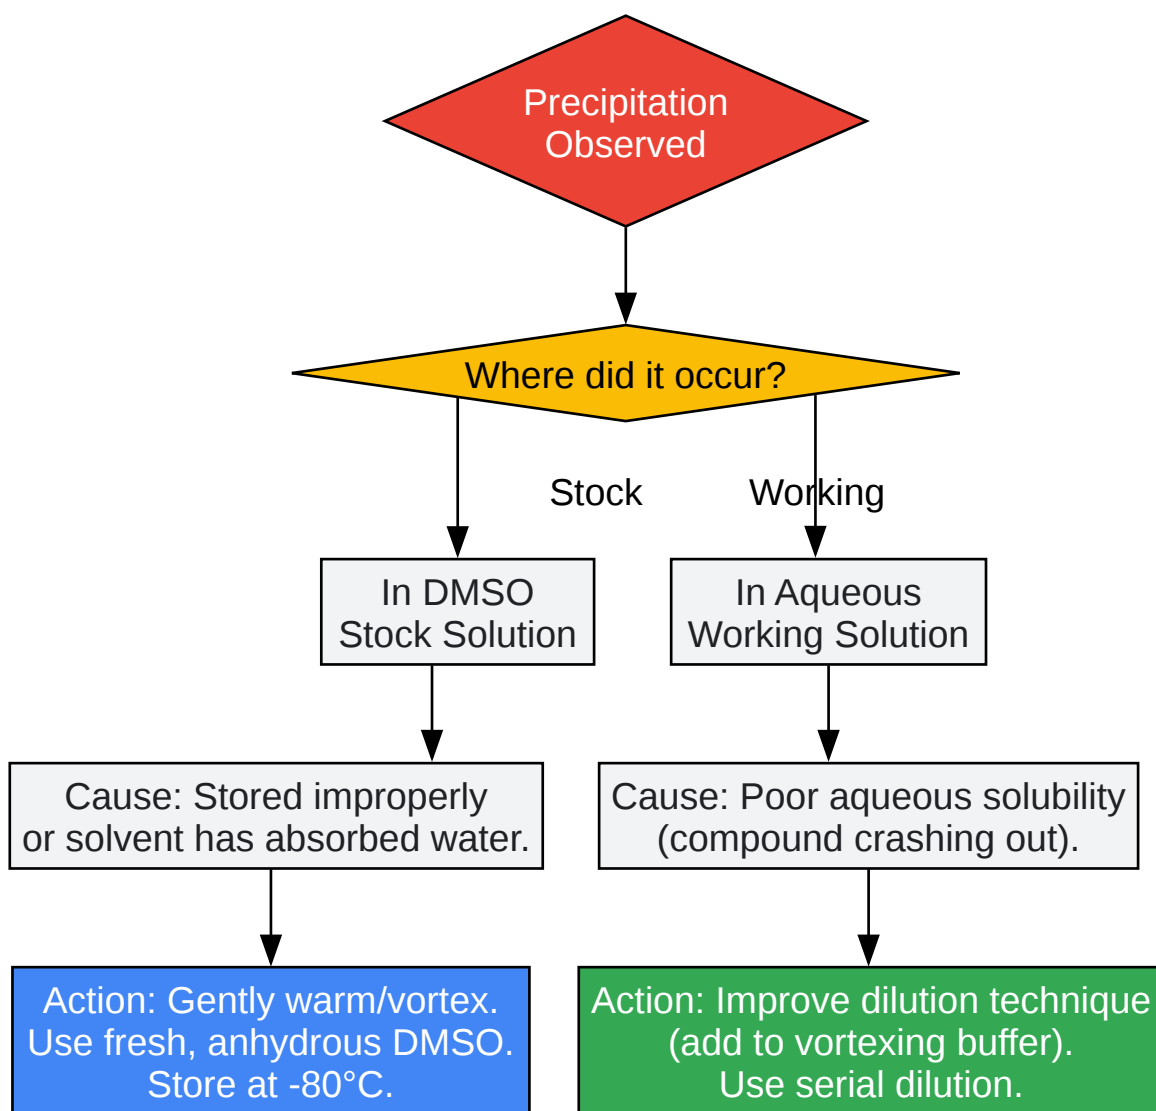 Precipitation
Observed
Where did it occur?
Stock
Working
In DMSO
Stock Solution
In Aqueous
Working Solution
Cause: Stored improperly
or solvent has absorbed water.
Cause: Poor aqueous solubility
(compound crashing out).
Action: Gently warm/vortex.
Use fresh, anhydrous DMSO.
Store at -80°C.
Action: Improve dilution technique
(add to vortexing buffer).
Use serial dilution.